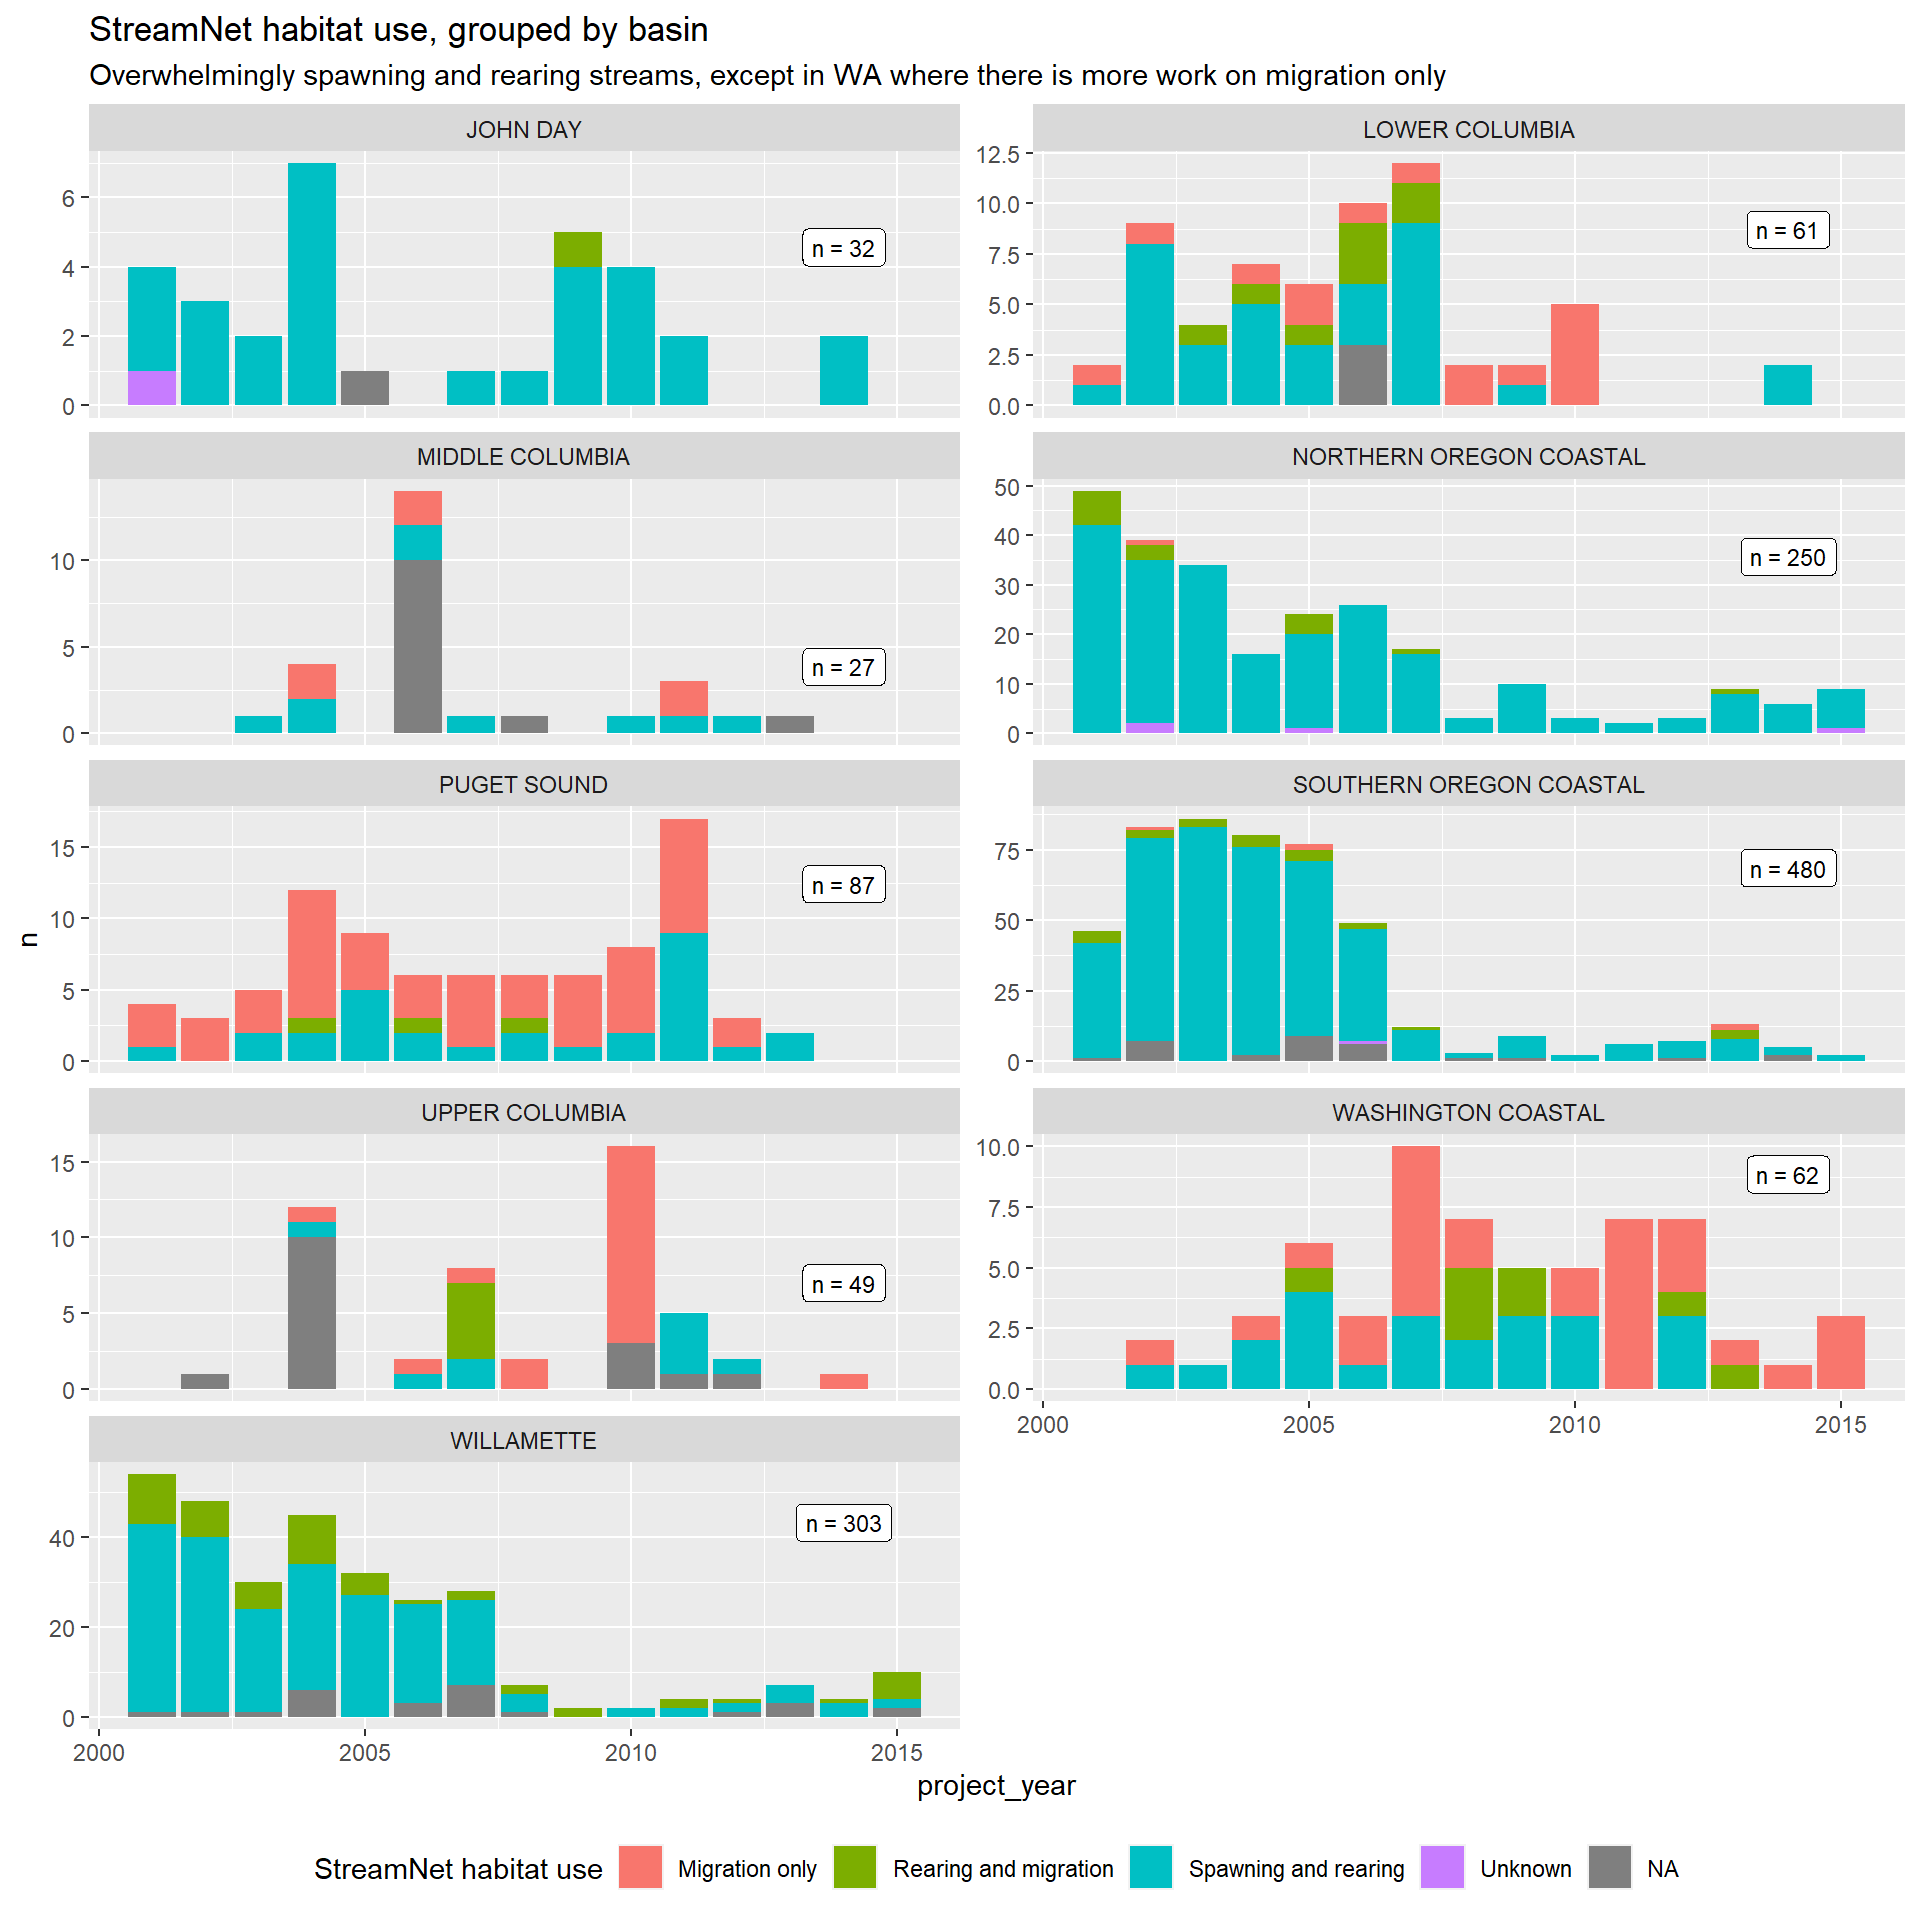 StreamNet habitat use, grouped by basin
Overwhelmingly spawning and rearing streams, except in WA where there is more work on migration only
JOHN DAY
6
4
2
0
n = 32
LOWER COLUMBIA
12.5
10.0
7.5
5.0
2.5
0.0
n = 61
MIDDLE COLUMBIA
10
5
0
n = 27
NORTHERN OREGON COASTAL
50
40
30
20
10
0
n = 250
PUGET SOUND
15
10
5
0
n = 87
SOUTHERN OREGON COASTAL
75
50
25
0
n = 480
n
UPPER COLUMBIA
15
10
5
0
n = 49
WASHINGTON COASTAL
10.0
7.5
5.0
2.5
0.0
n = 62
2000 2005 2010 2015
WILLAMETTE
40
20
0
n = 303
2000 2005 2010 2015
project_year
StreamNet habitat use Migration only Rearing and migration Spawning and rearing Unknown NA